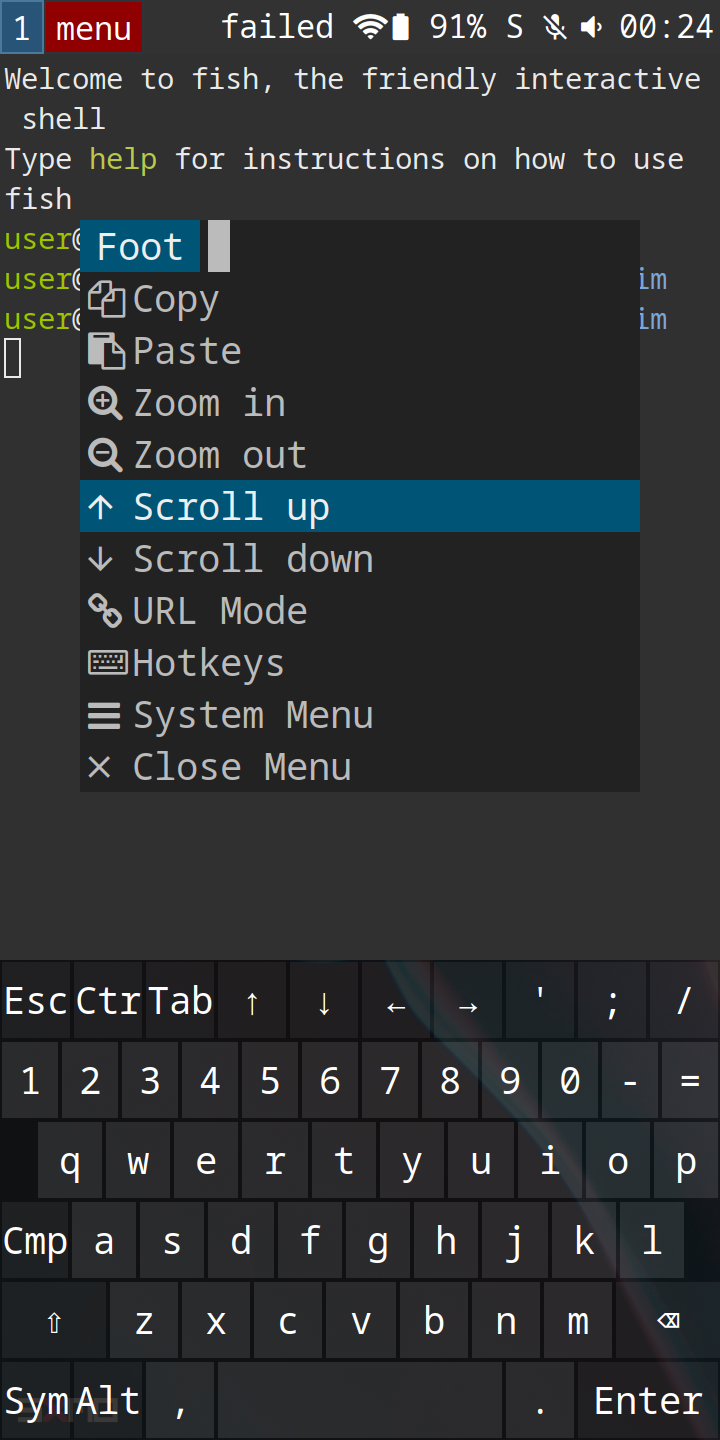 1 menu failed 91% S 00:24
Welcome to fish, the friendly interactive
shell
Type help for instructions on how to use
fish
user@
Foot
user@ im
Copy
user@ im
Paste
Zoom in
Zoom out
↑ Scroll up
↓ Scroll down
URL Mode
Hotkeys
System Menu
× Close Menu
Esc Ctr Tab ↑ ↓ ← → ' ; /
1 2 3 4 5 6 7 8 9 0 - =
q w e r t y u i o p
Cmp a s d f g h j k l
⇧ z x c v b n m ⌫
Sym Alt , . Enter